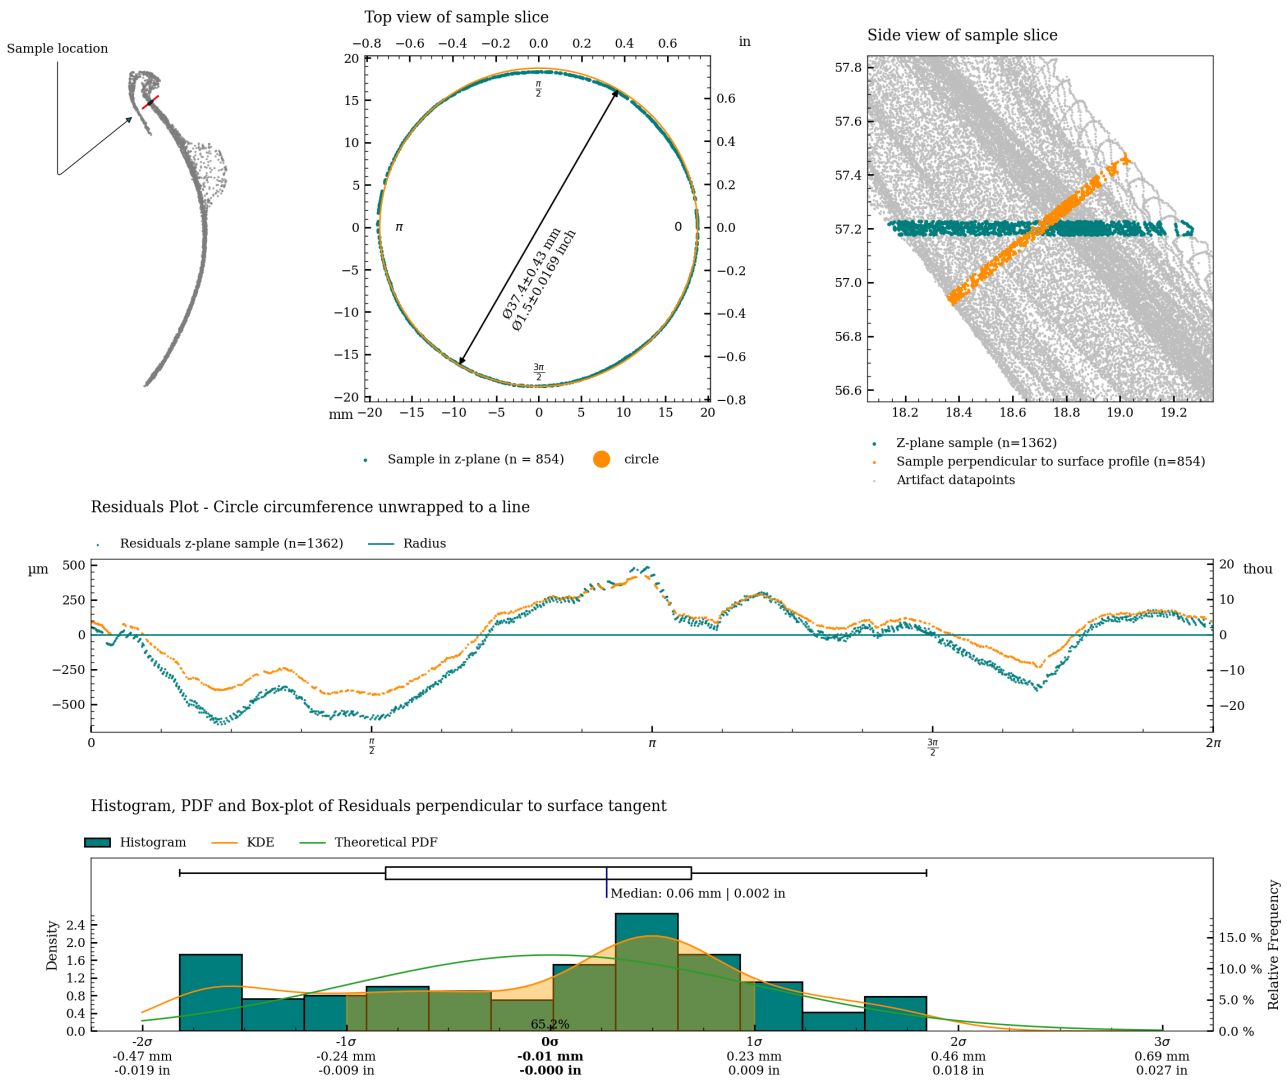 Top view of sample slice
Sample location
−0.8 −0.6 −0.4 −0.2 0.0 0.2 0.4 0.6
in
Side view of sample slice
20
15
10
5
0
−5
−10
−15
−20
π/2
π
0
3π/2
Ø37.4±0.43 mm
Ø1.5±0.0169 inch
0.6
0.4
0.2
0.0
−0.2
−0.4
−0.6
−0.8
mm
−20 −15 −10 −5 0 5 10 15 20
Sample in z-plane (n = 854)
circle
57.8
57.6
57.4
57.2
57.0
56.8
56.6
18.2 18.4 18.6 18.8 19.0 19.2
Z-plane sample (n=1362)
Sample perpendicular to surface profile (n=854)
Artifact datapoints
Residuals Plot - Circle circumference unwrapped to a line
Residuals z-plane sample (n=1362)
Radius
µm
500
250
0
−250
−500
20
10
0
−10
−20
thou
0 π/2 π 3π/2 2π
Histogram, PDF and Box-plot of Residuals perpendicular to surface tangent
Histogram
KDE
Theoretical PDF
Median: 0.06 mm | 0.002 in
Density
2.4
2.0
1.6
1.2
0.8
0.4
0.0
65.2%
15.0 %
10.0 %
5.0 %
0.0 %
Relative Frequency
-2σ -1σ 0σ 1σ 2σ 3σ
-0.47 mm -0.24 mm -0.01 mm 0.23 mm 0.46 mm 0.69 mm
-0.019 in -0.009 in -0.000 in 0.009 in 0.018 in 0.027 in